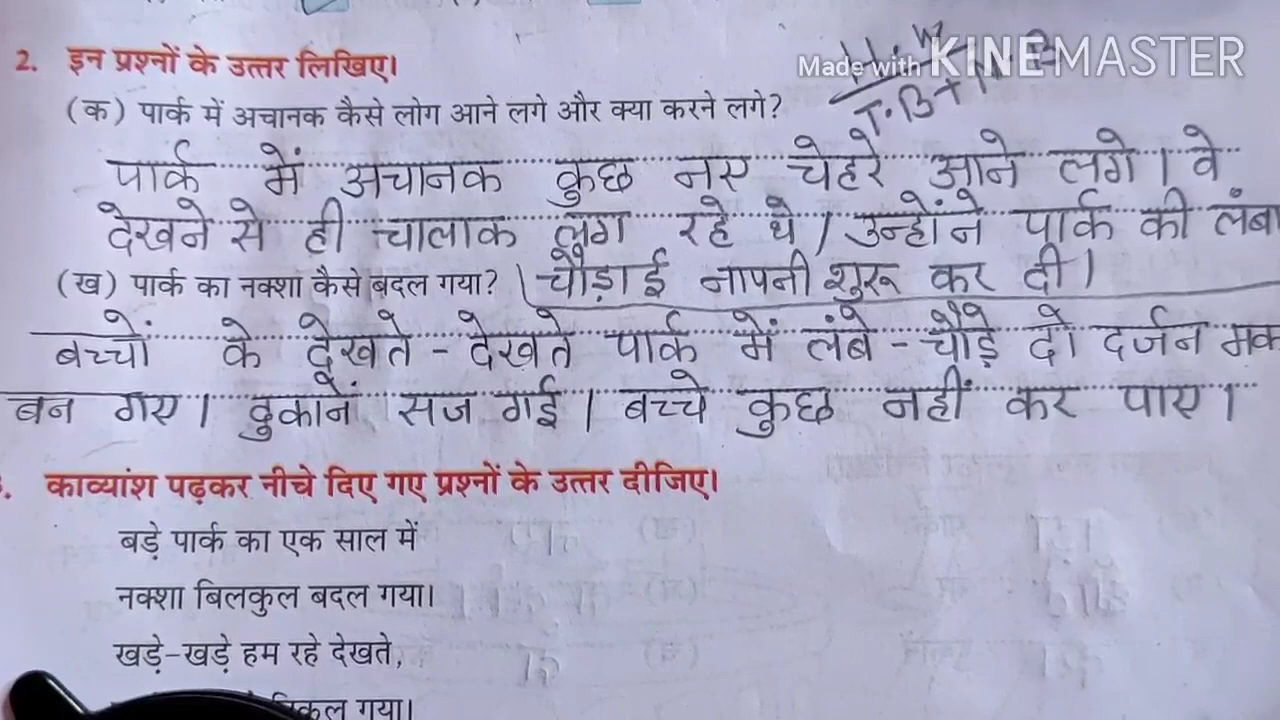 Made with KINEMASTER
2. इन प्रश्नों के उत्तर लिखिए।
(क) पार्क में अचानक कैसे लोग आने लगे और क्या करने लगे?
पार्क में अचानक कुछ नए चेहरे आने लगे। वे
देखने से ही चालाक लग रहे थे। उन्होंने पार्क की लंबा
(ख) पार्क का नक्शा कैसे बदल गया? चौड़ाई नापनी शुरू कर दी।
बच्चों के देखते - देखते पार्क में लंबे - चौड़े दो दर्जन मक
बन गए। दुकानें सज गई। बच्चे कुछ नहीं कर पाए।
काव्यांश पढ़कर नीचे दिए गए प्रश्नों के उत्तर दीजिए।
बड़े पार्क का एक साल में
नक्शा बिलकुल बदल गया।
खड़े-खड़े हम रहे देखते,
गया।